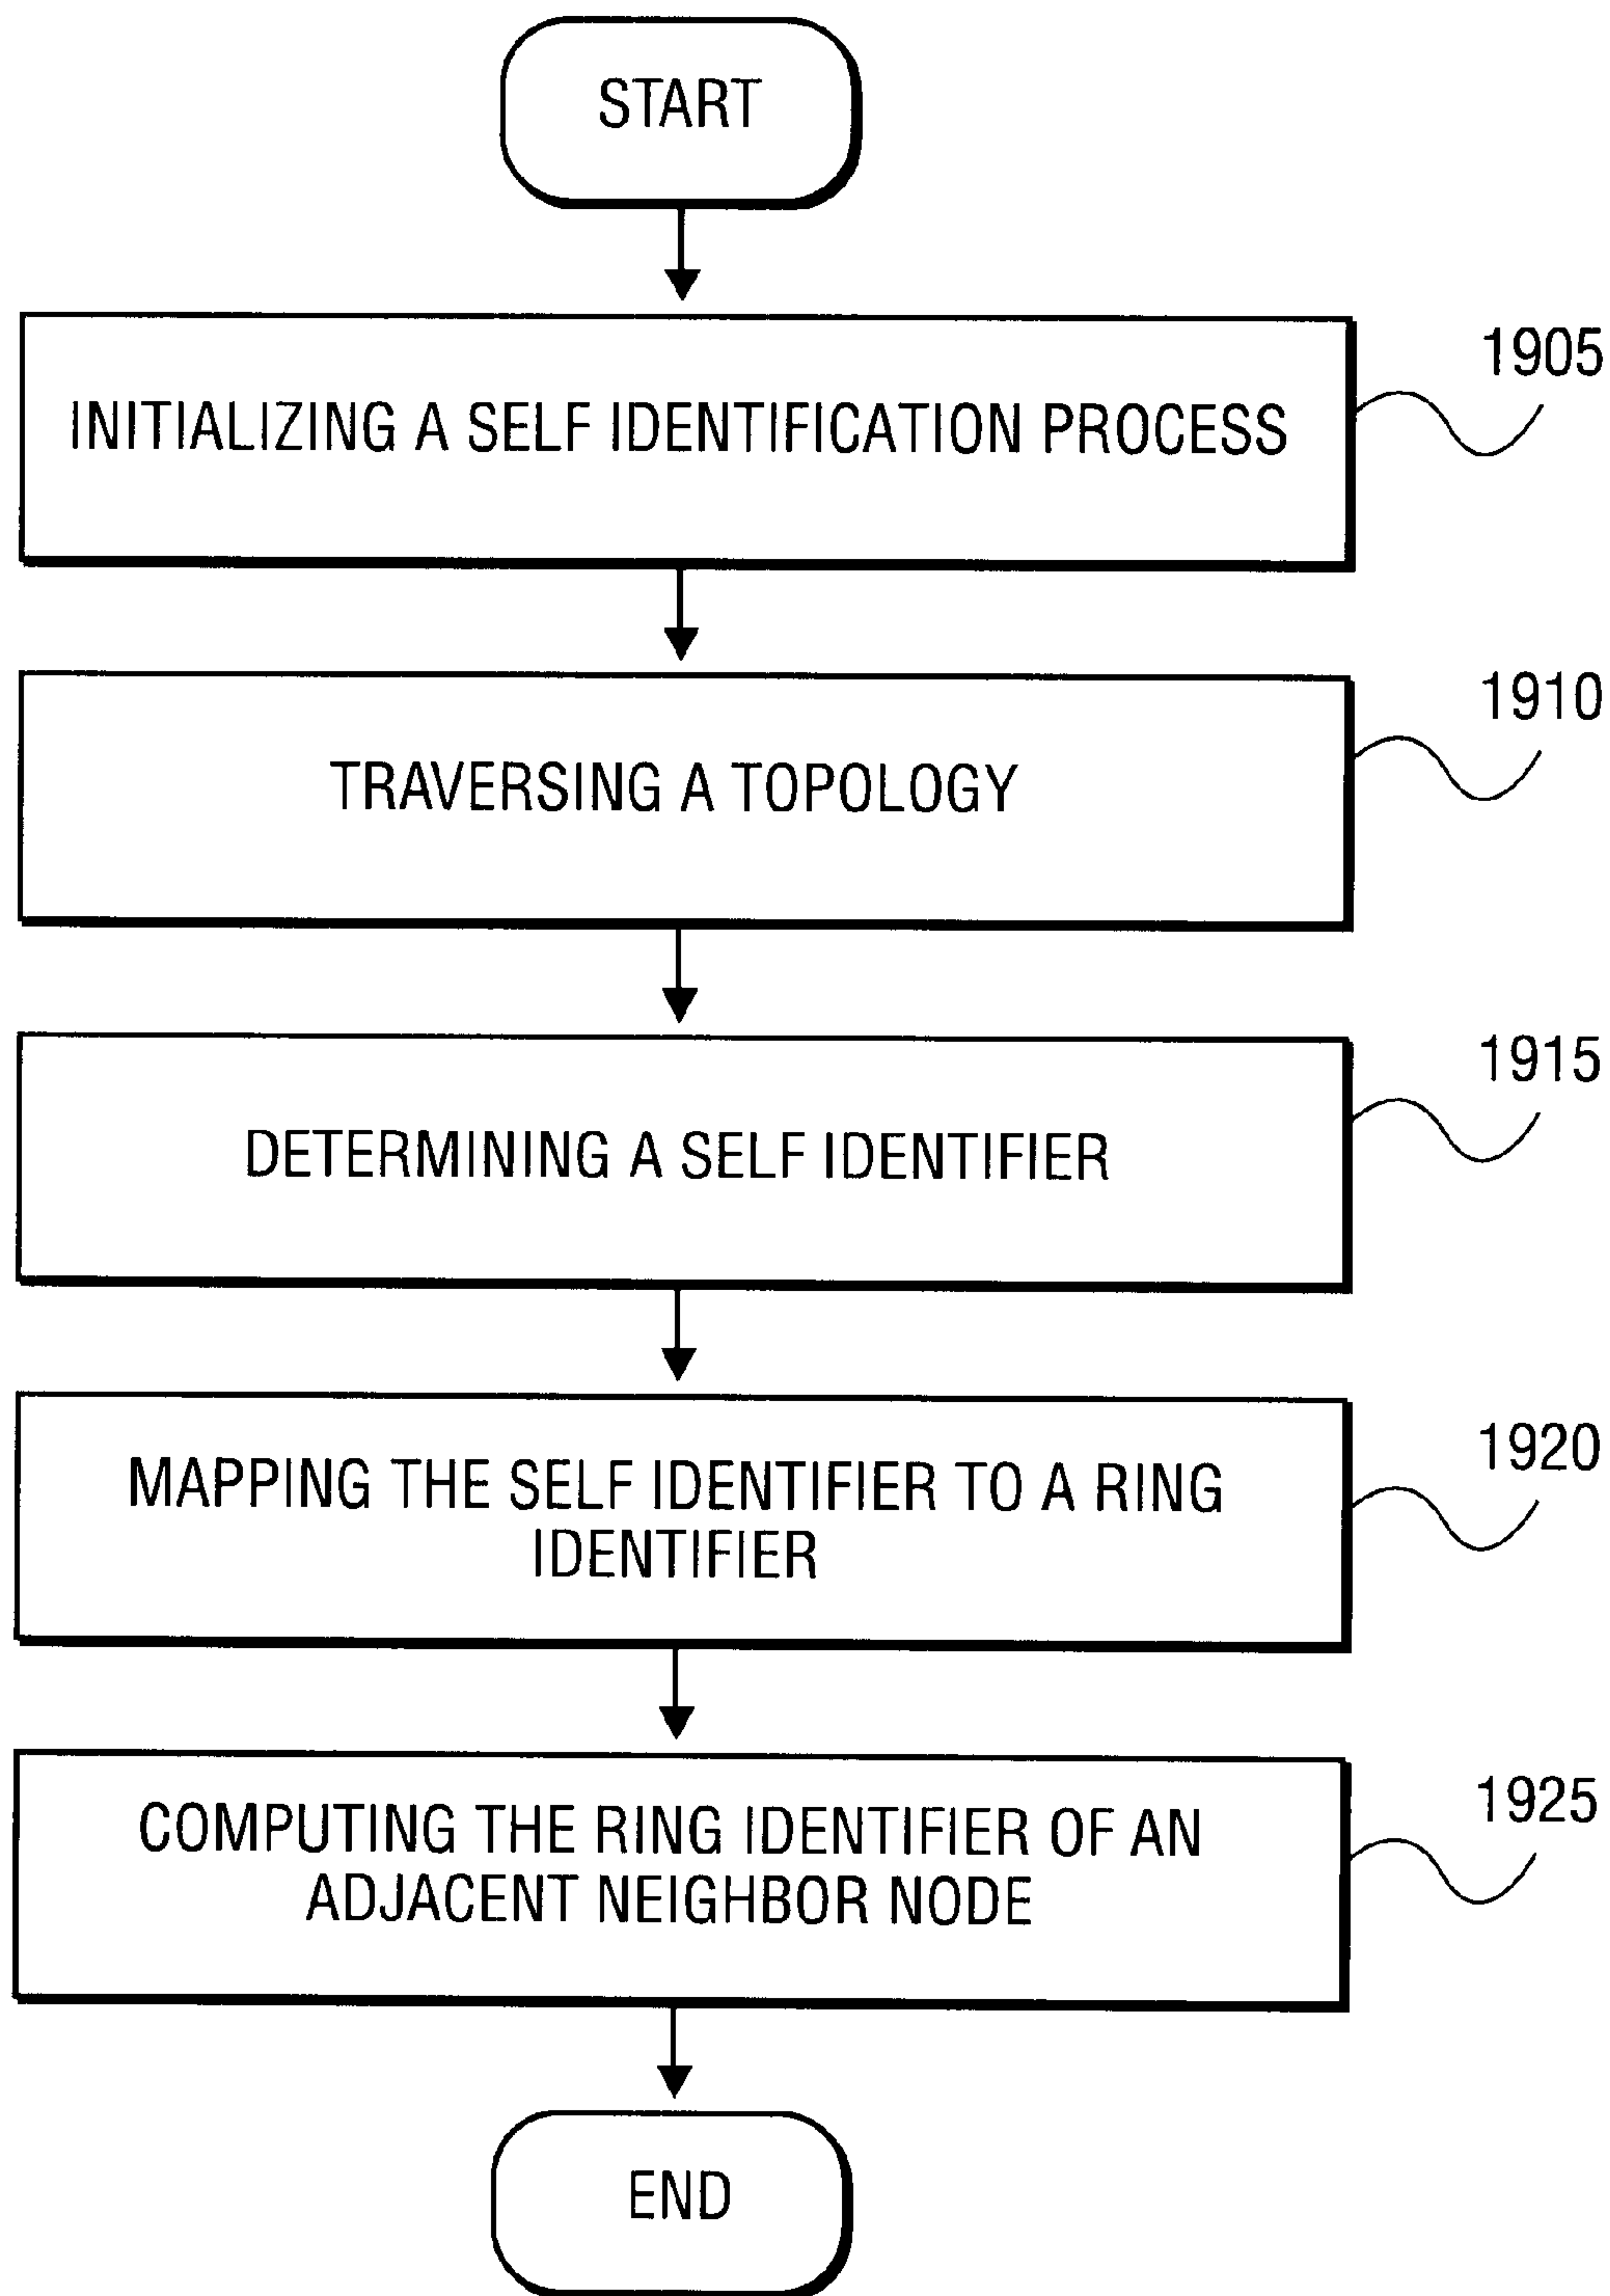 START
1905
INITIALIZING A SELF IDENTIFICATION PROCESS
1910
TRAVERSING A TOPOLOGY
1915
DETERMINING A SELF IDENTIFIER
1920
MAPPING THE SELF IDENTIFIER TO A RING
IDENTIFIER
1925
COMPUTING THE RING IDENTIFIER OF AN
ADJACENT NEIGHBOR NODE
END